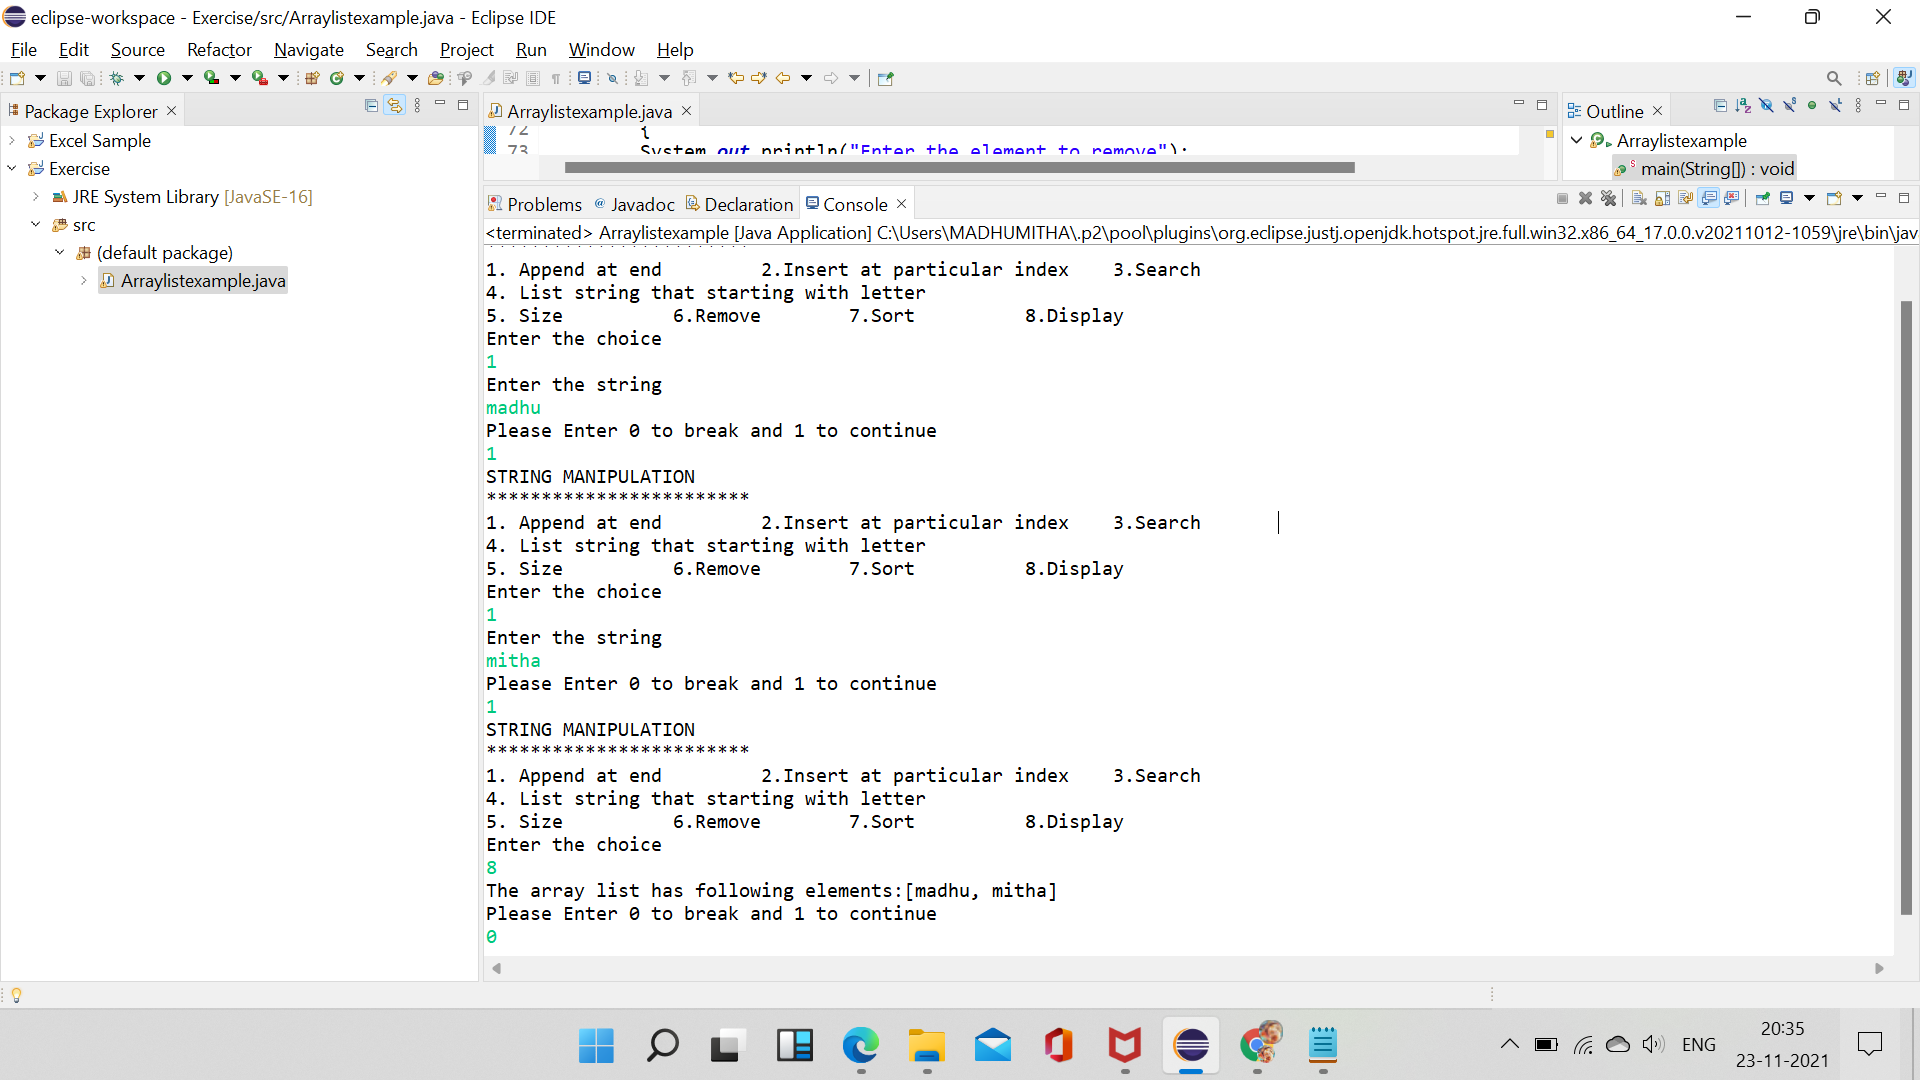 eclipse-workspace - Exercise/src/Arraylistexample.java - Eclipse IDE
File Edit Source Refactor Navigate Search Project Run Window Help
Package Explorer
Excel Sample
Exercise
JRE System Library [JavaSE-16]
src
(default package)
Arraylistexample.java
Arraylistexample.java
72 {
73 System.out.println("Enter the element to remove");
Outline
Arraylistexample
main(String[]) : void
Problems Javadoc Declaration Console
<terminated> Arraylistexample [Java Application] C:\Users\MADHUMITHA\.p2\pool\plugins\org.eclipse.justj.openjdk.hotspot.jre.full.win32.x86_64_17.0.0.v20211012-1059\jre\bin\jav
1. Append at end 2.Insert at particular index 3.Search
4. List string that starting with letter
5. Size 6.Remove 7.Sort 8.Display
Enter the choice
1
Enter the string
madhu
Please Enter 0 to break and 1 to continue
1
STRING MANIPULATION
************************
1. Append at end 2.Insert at particular index 3.Search
4. List string that starting with letter
5. Size 6.Remove 7.Sort 8.Display
Enter the choice
1
Enter the string
mitha
Please Enter 0 to break and 1 to continue
1
STRING MANIPULATION
************************
1. Append at end 2.Insert at particular index 3.Search
4. List string that starting with letter
5. Size 6.Remove 7.Sort 8.Display
Enter the choice
8
The array list has following elements:[madhu, mitha]
Please Enter 0 to break and 1 to continue
0
ENG
20:35
23-11-2021